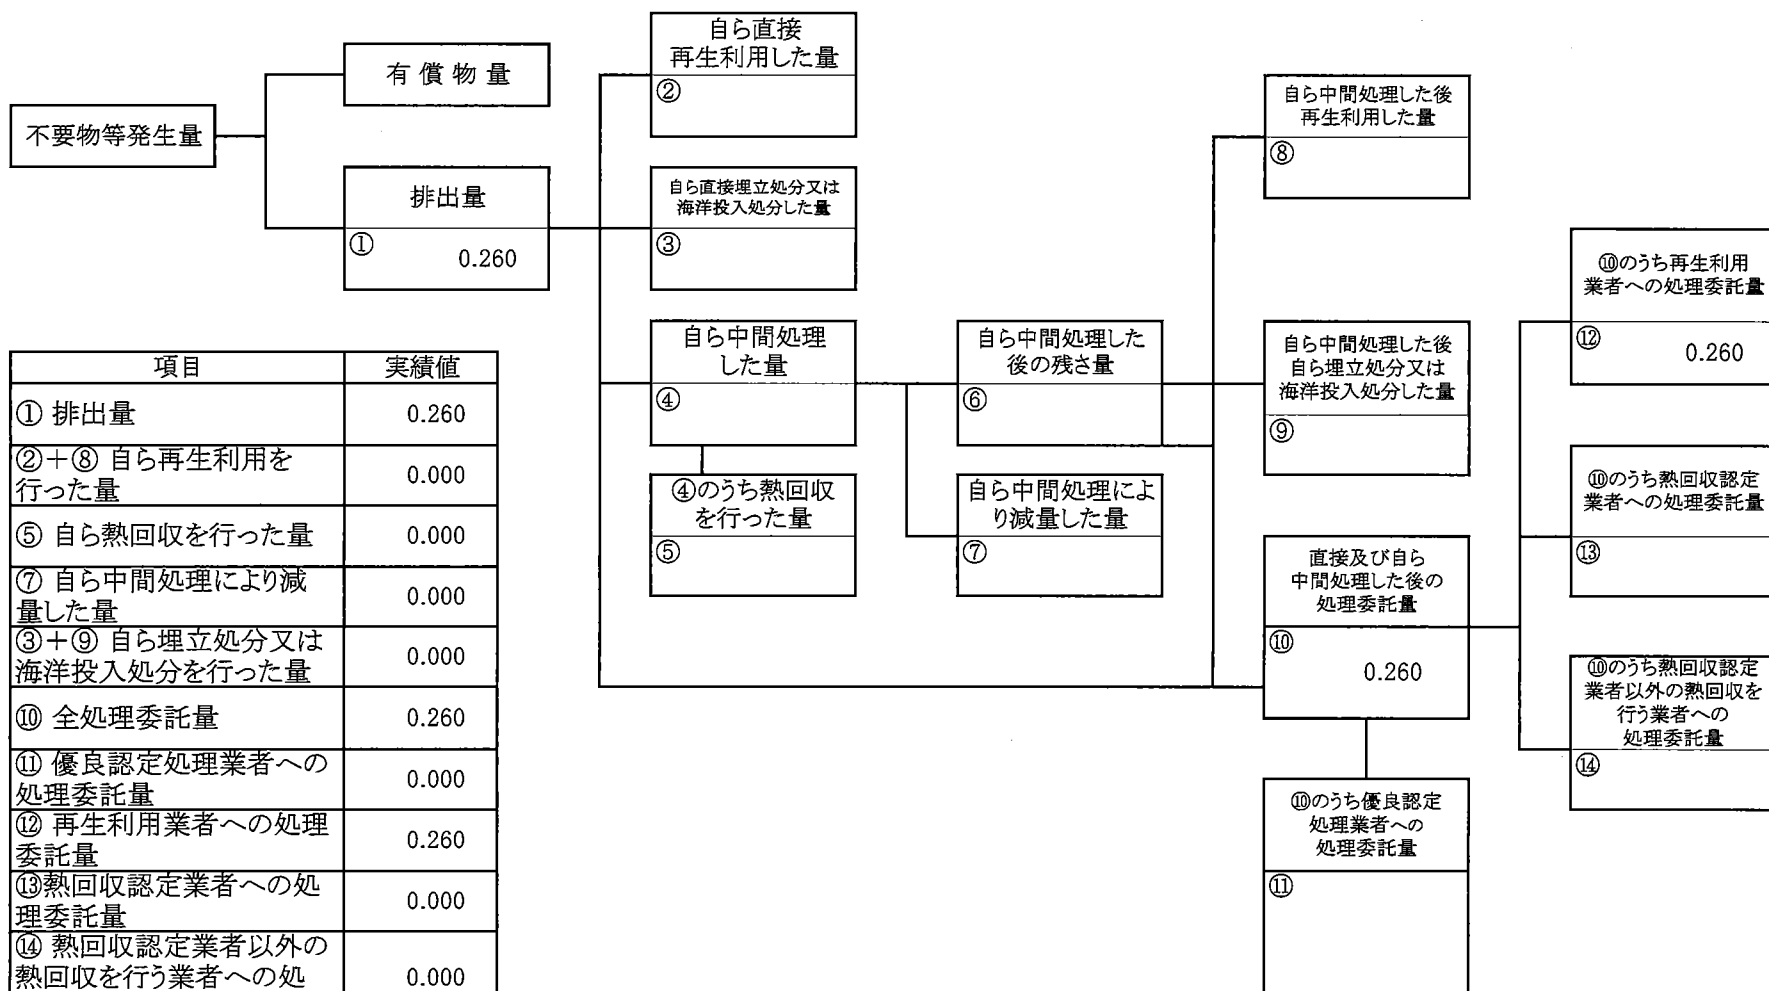 不要物等発生量
有償物量
排出量
①
0.260
自ら直接
再生利用した量
②
自ら直接埋立処分又は
海洋投入処分した量
③
自ら中間処理
した量
④
④のうち熱回収
を行った量
⑤
自ら中間処理した
後の残さ量
⑥
自ら中間処理によ
り減量した量
⑦
自ら中間処理した後
再生利用した量
⑧
自ら中間処理した後
自ら埋立処分又は
海洋投入処分した量
⑨
直接及び自ら
中間処理した後の
処理委託量
⑩
0.260
⑩のうち優良認定
処理業者への
処理委託量
⑪
⑩のうち再生利用
業者への処理委託量
⑫
0.260
⑩のうち熱回収認定
業者への処理委託量
⑬
⑩のうち熱回収認定
業者以外の熱回収を
行う業者への
処理委託量
⑭
項目 実績値
① 排出量 0.260
②+⑧ 自ら再生利用を
行った量 0.000
⑤ 自ら熱回収を行った量 0.000
⑦ 自ら中間処理により減
量した量 0.000
③+⑨ 自ら埋立処分又は
海洋投入処分を行った量 0.000
⑩ 全処理委託量 0.260
⑪ 優良認定処理業者への
処理委託量 0.000
⑫ 再生利用業者への処理
委託量 0.260
⑬熱回収認定業者への処
理委託量 0.000
⑭ 熱回収認定業者以外の
熱回収を行う業者への処 0.000